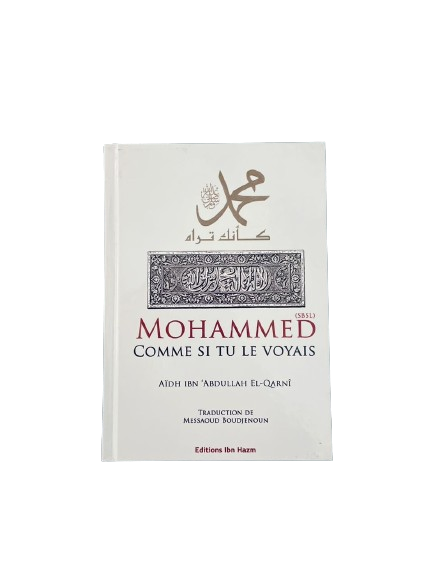 محمد
كأنك تراه
(SBSL)
MOHAMMED
COMME SI TU LE VOYAIS
AÏDH IBN ‘ABDULLAH EL-QARNÎ
TRADUCTION DE
MESSAOUD BOUDJENOUN
Editions Ibn Hazm